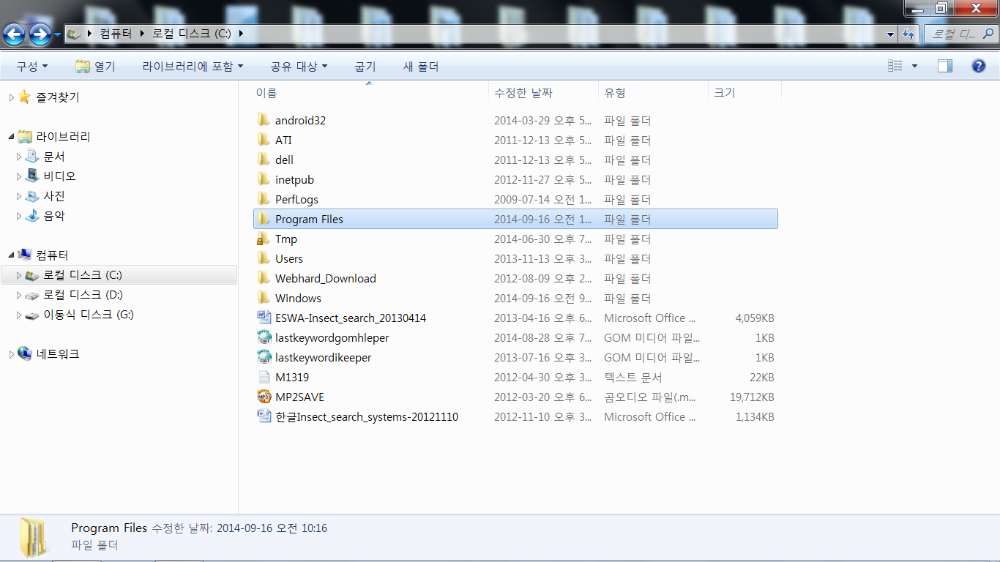 컴퓨터 로컬 디스크 (C:)
로컬 디...
구성 열기 라이브러리에 포함 공유 대상 굽기 새 폴더
즐겨찾기
라이브러리
문서
비디오
사진
음악
컴퓨터
로컬 디스크 (C:)
로컬 디스크 (D:)
이동식 디스크 (G:)
네트워크
이름 수정한 날짜 유형 크기
android32 2014-03-29 오후 5... 파일 폴더
ATI 2011-12-13 오후 5... 파일 폴더
dell 2011-12-13 오후 5... 파일 폴더
inetpub 2012-11-27 오후 5... 파일 폴더
PerfLogs 2009-07-14 오전 1... 파일 폴더
Program Files 2014-09-16 오전 1... 파일 폴더
Tmp 2014-06-30 오후 7... 파일 폴더
Users 2013-11-13 오후 3... 파일 폴더
Webhard_Download 2012-08-09 오후 2... 파일 폴더
Windows 2014-09-16 오전 9... 파일 폴더
ESWA-Insect_search_20130414 2013-04-16 오후 6... Microsoft Office ... 4,059KB
lastkeywordgomhleper 2014-08-28 오후 7... GOM 미디어 파일... 1KB
lastkeywordikeeper 2013-07-16 오후 3... GOM 미디어 파일... 1KB
M1319 2012-04-30 오후 3... 텍스트 문서 22KB
MP2SAVE 2012-03-20 오후 6... 곰오디오 파일(.m... 19,712KB
한글Insect_search_systems-20121110 2012-11-10 오후 3... Microsoft Office ... 1,134KB
Program Files 수정한 날짜: 2014-09-16 오전 10:16
파일 폴더